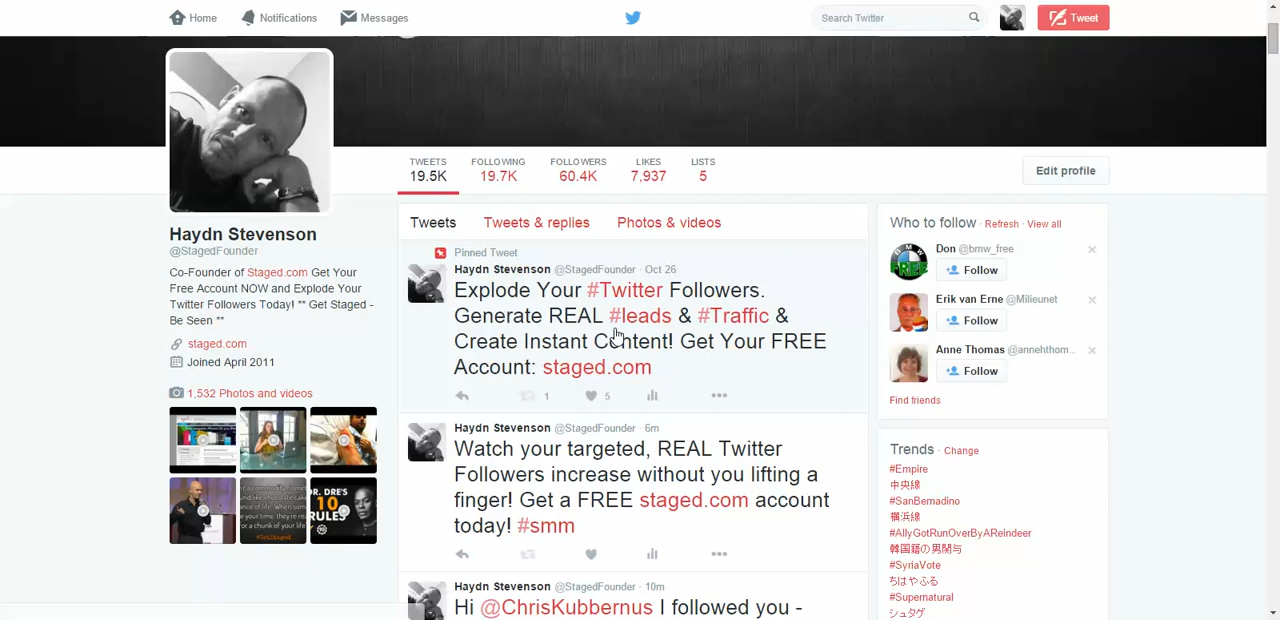 Home
Notifications
Messages
Search Twitter
Tweet
TWEETS
19.5K
FOLLOWING
19.7K
FOLLOWERS
60.4K
LIKES
7,937
LISTS
5
Edit profile
Haydn Stevenson
@StagedFounder
Co-Founder of Staged.com Get Your
Free Account NOW and Explode Your
Twitter Followers Today! ** Get Staged -
Be Seen **
staged.com
Joined April 2011
1,532 Photos and videos
DR. DRE'S
10
RULES
Tweets
Tweets & replies
Photos & videos
Pinned Tweet
Haydn Stevenson @StagedFounder · Oct 26
Explode Your #Twitter Followers.
Generate REAL #leads & #Traffic &
Create Instant Content! Get Your FREE
Account: staged.com
1
5
Haydn Stevenson @StagedFounder · 6m
Watch your targeted, REAL Twitter
Followers increase without you lifting a
finger! Get a FREE staged.com account
today! #smm
Haydn Stevenson @StagedFounder · 10m
Hi @ChrisKubbernus I followed you -
Who to follow · Refresh · View all
BMW
FREE
Don @bmw_free
Follow
Erik van Erne @Milieunet
Follow
Anne Thomas @annehthom...
Follow
Find friends
Trends · Change
#Empire
中央線
#SanBernadino
横浜線
#AllyGotRunOverByAReindeer
韓国籍の男関与
#SyriaVote
ちはやふる
#Supernatural
シュタゲ